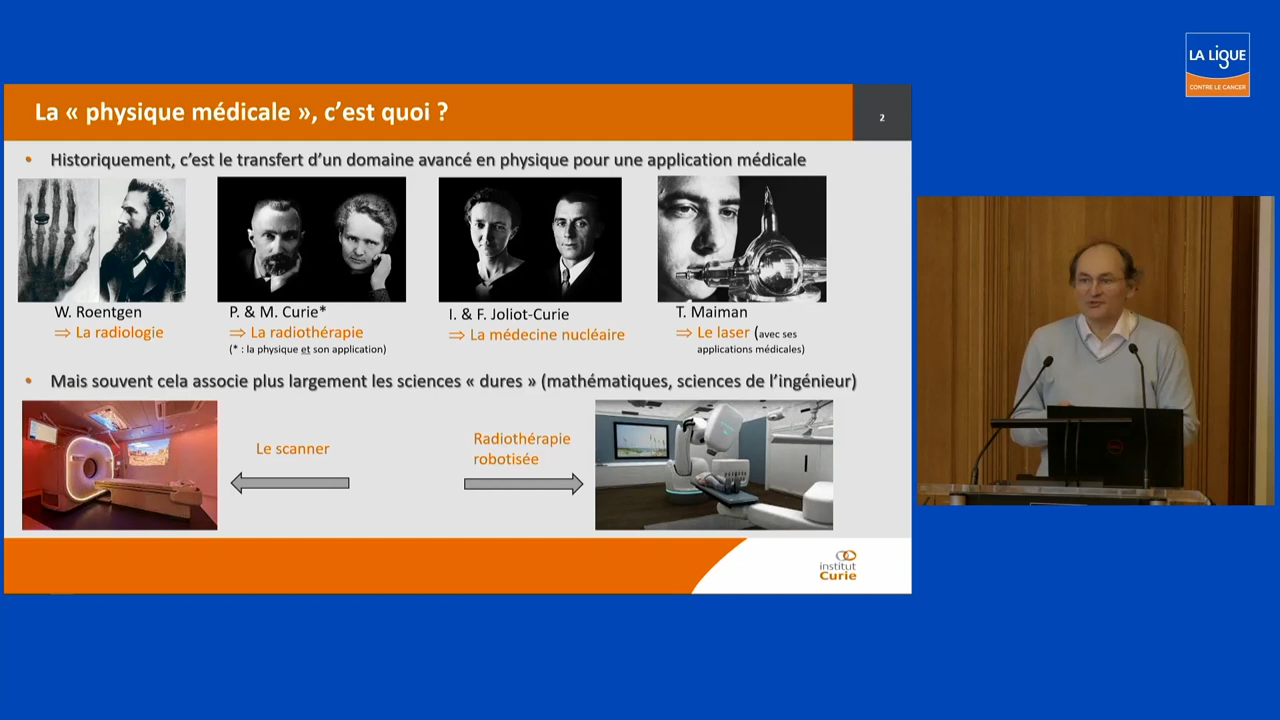 LA LIGUE
CONTRE LE CANCER
La « physique médicale », c’est quoi ?
2
• Historiquement, c’est le transfert d’un domaine avancé en physique pour une application médicale
W. Roentgen
⇒ La radiologie
P. & M. Curie*
⇒ La radiothérapie
(* : la physique et son application)
I. & F. Joliot-Curie
⇒ La médecine nucléaire
T. Maiman
⇒ Le laser (avec ses
applications médicales)
• Mais souvent cela associe plus largement les sciences « dures » (mathématiques, sciences de l’ingénieur)
Le scanner
Radiothérapie
robotisée
institut
Curie